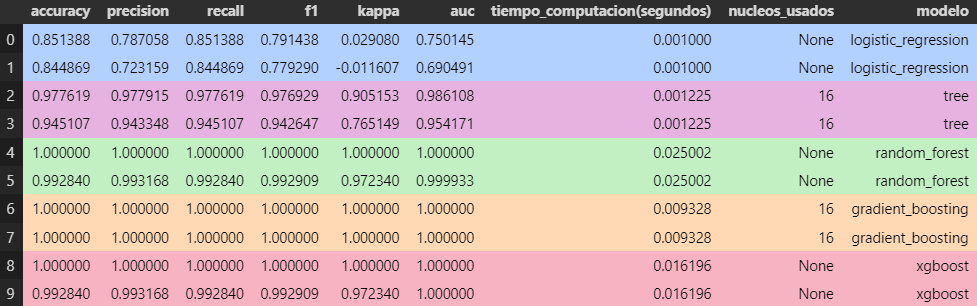 accuracy precision recall f1 kappa auc tiempo_computacion(segundos) nucleos_usados modelo
0 0.851388 0.787058 0.851388 0.791438 0.029080 0.750145 0.001000 None logistic_regression
1 0.844869 0.723159 0.844869 0.779290 -0.011607 0.690491 0.001000 None logistic_regression
2 0.977619 0.977915 0.977619 0.976929 0.905153 0.986108 0.001225 16 tree
3 0.945107 0.943348 0.945107 0.942647 0.765149 0.954171 0.001225 16 tree
4 1.000000 1.000000 1.000000 1.000000 1.000000 1.000000 0.025002 None random_forest
5 0.992840 0.993168 0.992840 0.992909 0.972340 0.999933 0.025002 None random_forest
6 1.000000 1.000000 1.000000 1.000000 1.000000 1.000000 0.009328 16 gradient_boosting
7 1.000000 1.000000 1.000000 1.000000 1.000000 1.000000 0.009328 16 gradient_boosting
8 1.000000 1.000000 1.000000 1.000000 1.000000 1.000000 0.016196 None xgboost
9 0.992840 0.993168 0.992840 0.992909 0.972340 1.000000 0.016196 None xgboost